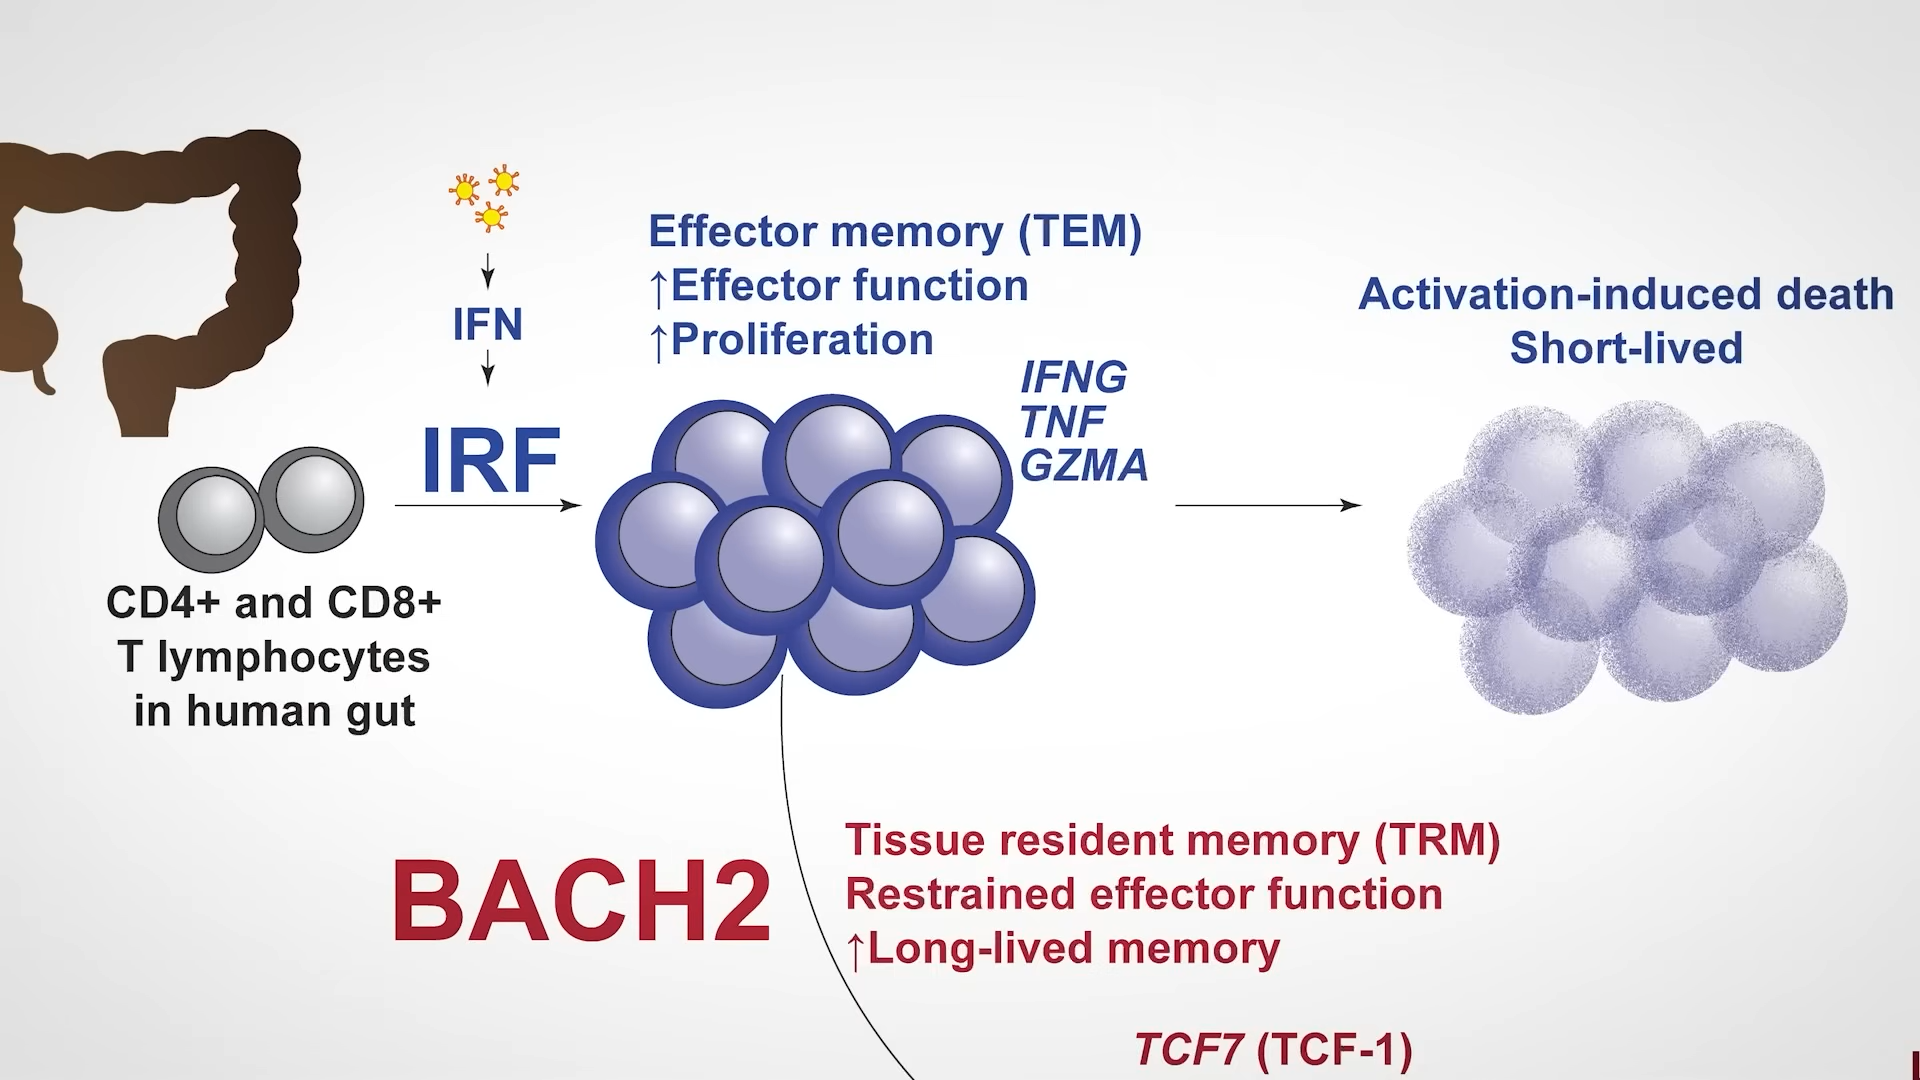 Effector memory (TEM)
↑Effector function
↑Proliferation
IFN
IRF
IFNG
TNF
GZMA
Activation-induced death
Short-lived
CD4+ and CD8+
T lymphocytes
in human gut
BACH2
Tissue resident memory (TRM)
Restrained effector function
↑Long-lived memory
TCF7 (TCF-1)